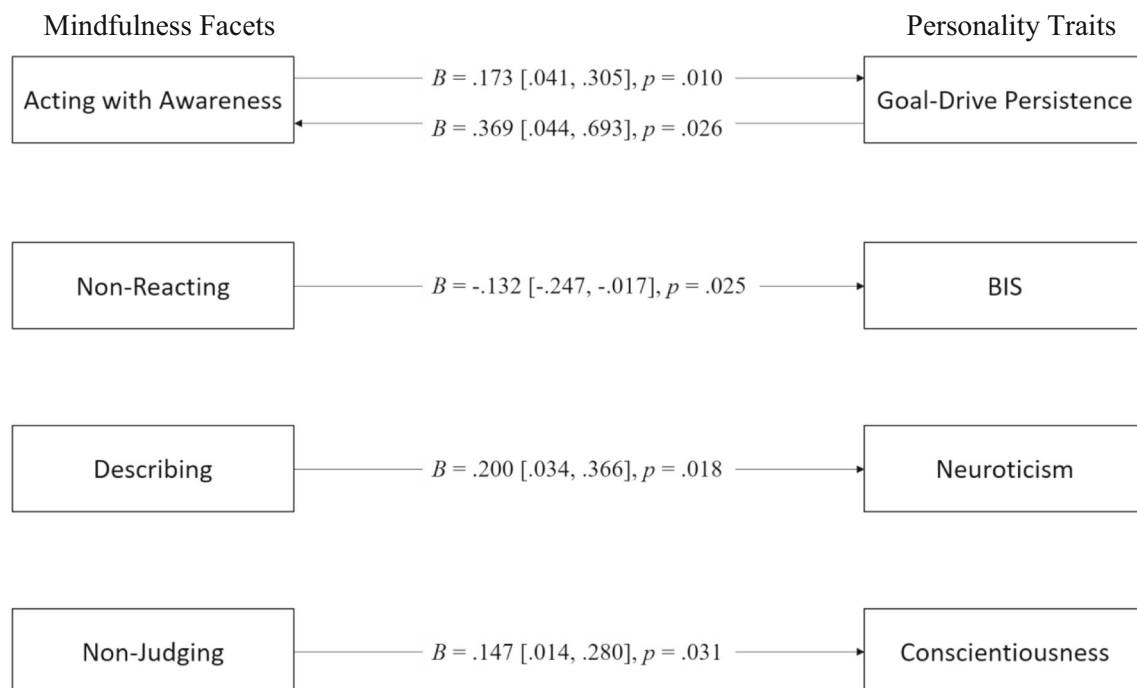 Mindfulness Facets Personality Traits
Acting with Awareness B = .173 [.041, .305], p = .010 Goal-Drive Persistence
B = .369 [.044, .693], p = .026
Non-Reacting B = -.132 [-.247, -.017], p = .025 BIS
Describing B = .200 [.034, .366], p = .018 Neuroticism
Non-Judging B = .147 [.014, .280], p = .031 Conscientiousness